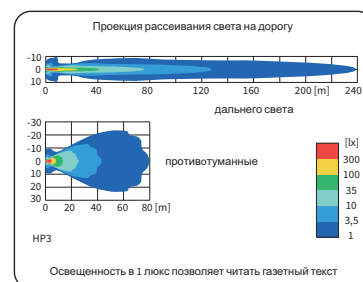 Проекция рассеивания света на дорогу
-10
0
10
0 40 80 120 160 200 [m] 240
дальнего света
-30
-20
-10
0
10
20
30
0 20 40 60 80 [m]
противотуманные
[lx]
300
100
35
10
3,5
1
HP3
Освещенность в 1 люкс позволяет читать газетный текст